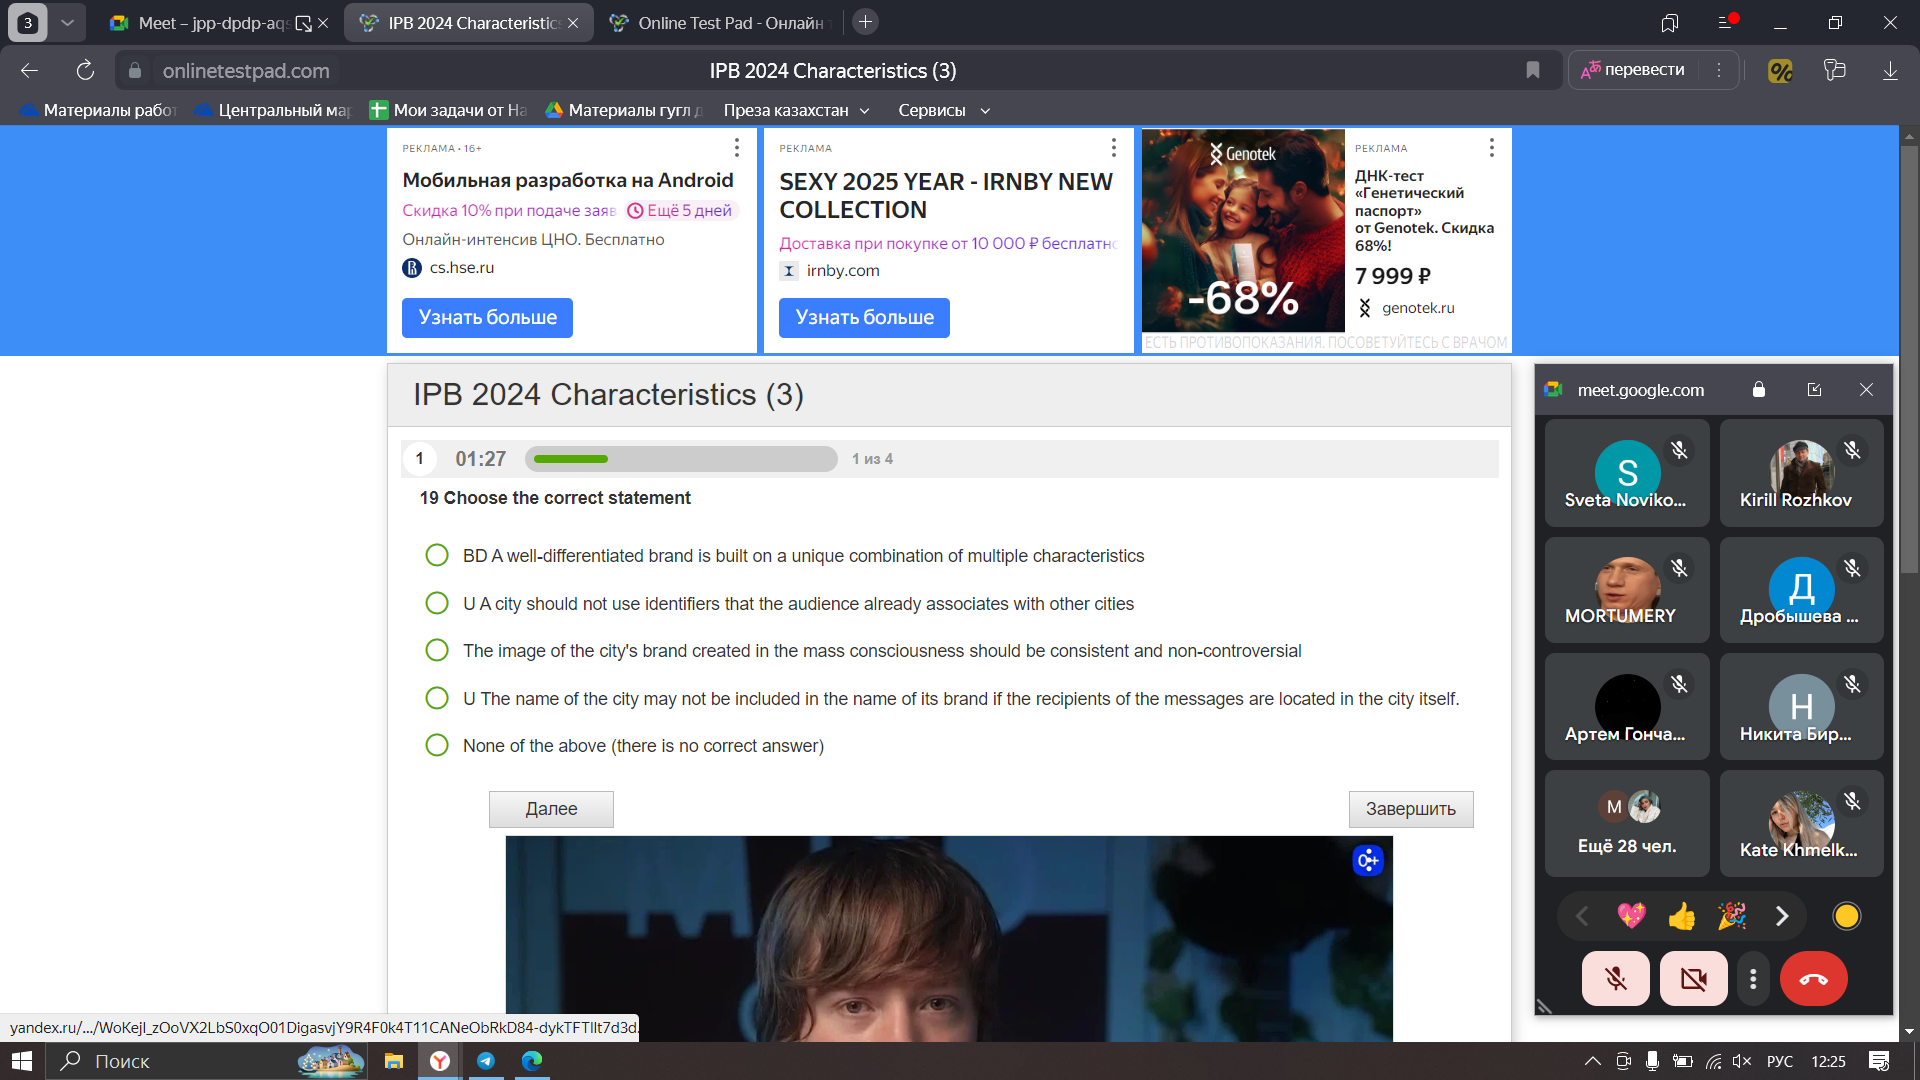 3
Meet – jpp-dpdp-aqs
IPB 2024 Characteristics
Online Test Pad - Онлайн
onlinetestpad.com
IPB 2024 Characteristics (3)
перевести
Материалы работ
Центральный мар
Мои задачи от На
Материалы гугл д
Преза казахстан
Сервисы
РЕКЛАМА • 16+
Мобильная разработка на Android
Скидка 10% при подаче заяв
Ещё 5 дней
Онлайн-интенсив ЦНО. Бесплатно
cs.hse.ru
Узнать больше
РЕКЛАМА
SEXY 2025 YEAR - IRNBY NEW
COLLECTION
Доставка при покупке от 10 000 ₽ бесплатно
irnby.com
Узнать больше
Genotek
-68%
РЕКЛАМА
ДНК-тест
«Генетический
паспорт»
от Genotek. Скидка
68%!
7 999 ₽
genotek.ru
ЕСТЬ ПРОТИВОПОКАЗАНИЯ. ПОСОВЕТУЙТЕСЬ С ВРАЧОМ
IPB 2024 Characteristics (3)
1
01:27
1 из 4
19 Choose the correct statement
BD A well-differentiated brand is built on a unique combination of multiple characteristics
U A city should not use identifiers that the audience already associates with other cities
The image of the city's brand created in the mass consciousness should be consistent and non-controversial
U The name of the city may not be included in the name of its brand if the recipients of the messages are located in the city itself.
None of the above (there is no correct answer)
Далее
Завершить
0+
meet.google.com
S
Sveta Noviko...
Kirill Rozhkov
MORTUMERY
Д
Дробышева ...
Артем Гонча...
Н
Никита Бир...
М
Ещё 28 чел.
Kate Khmelk...
Поиск
РУС
12:25